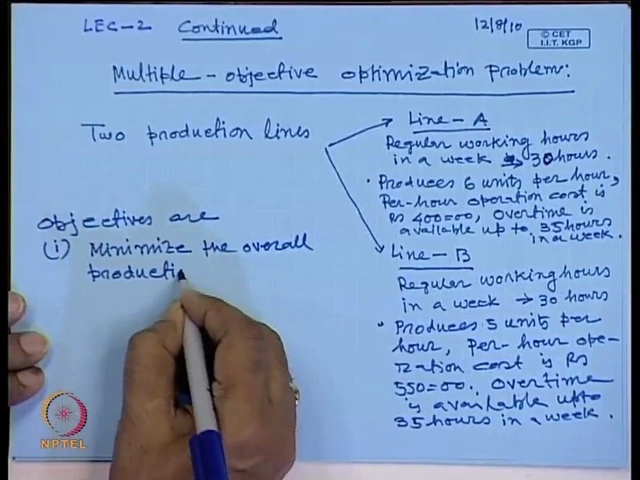 LEC-2 Continued 12/8/10
© CET
I.I.T. KGP
Multiple-objective optimization problem:
Two production lines
Line-A
Regular working hours
in a week → 30 hours.
• Produces 6 units per hour,
Per-hour operation cost is
Rs 400=00, overtime is
available up to 35 hours
in a week.
Line-B
Regular working hours
in a week → 30 hours
• Produces 5 units per
hour, per-hour ope-
ration cost is Rs
550=00. Overtime
is available upto
35 hours in a week.
Objectives are
(i) Minimize the overall
producti
NPTEL